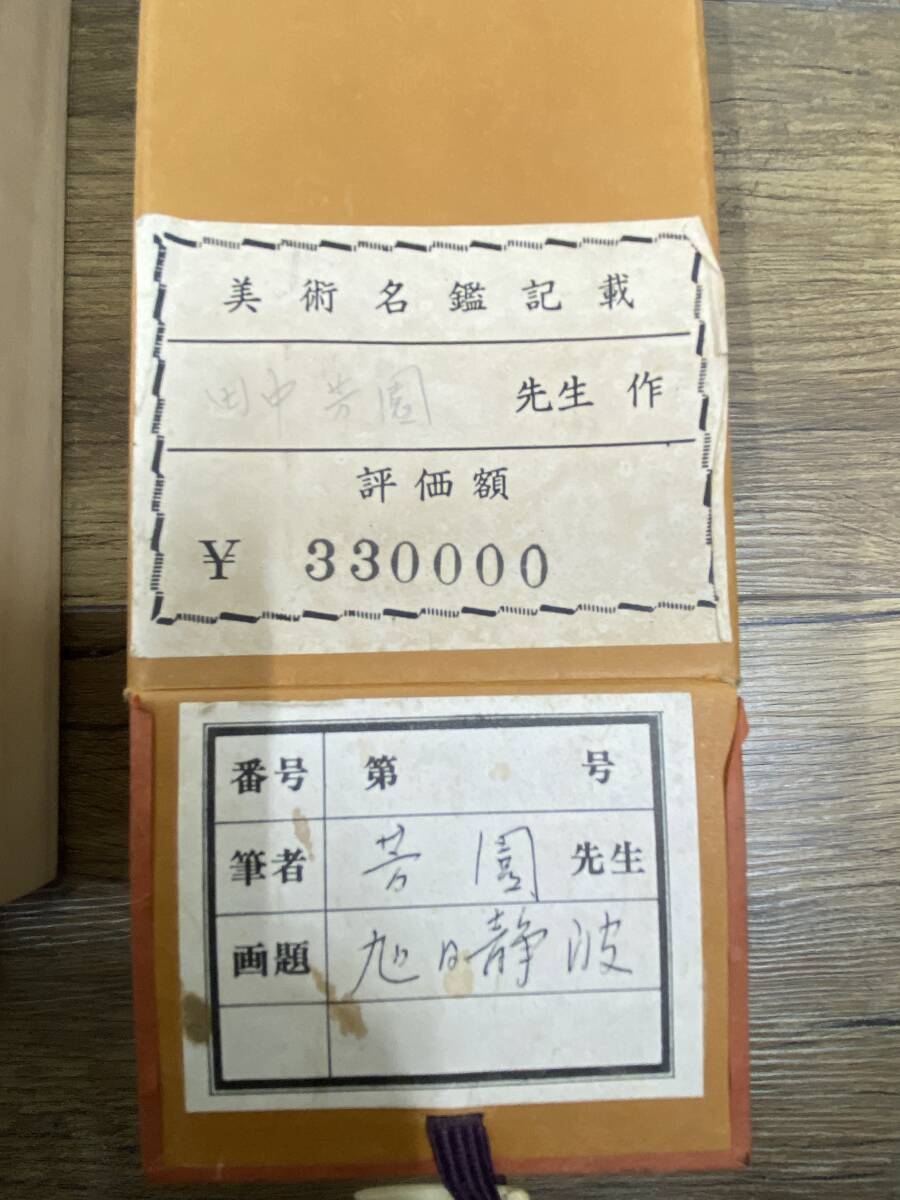 美術名鑑記載
田中芳園 先生 作
評価額
¥ 330000
番号 第 号
筆者 芳園 先生
画題 旭日静波